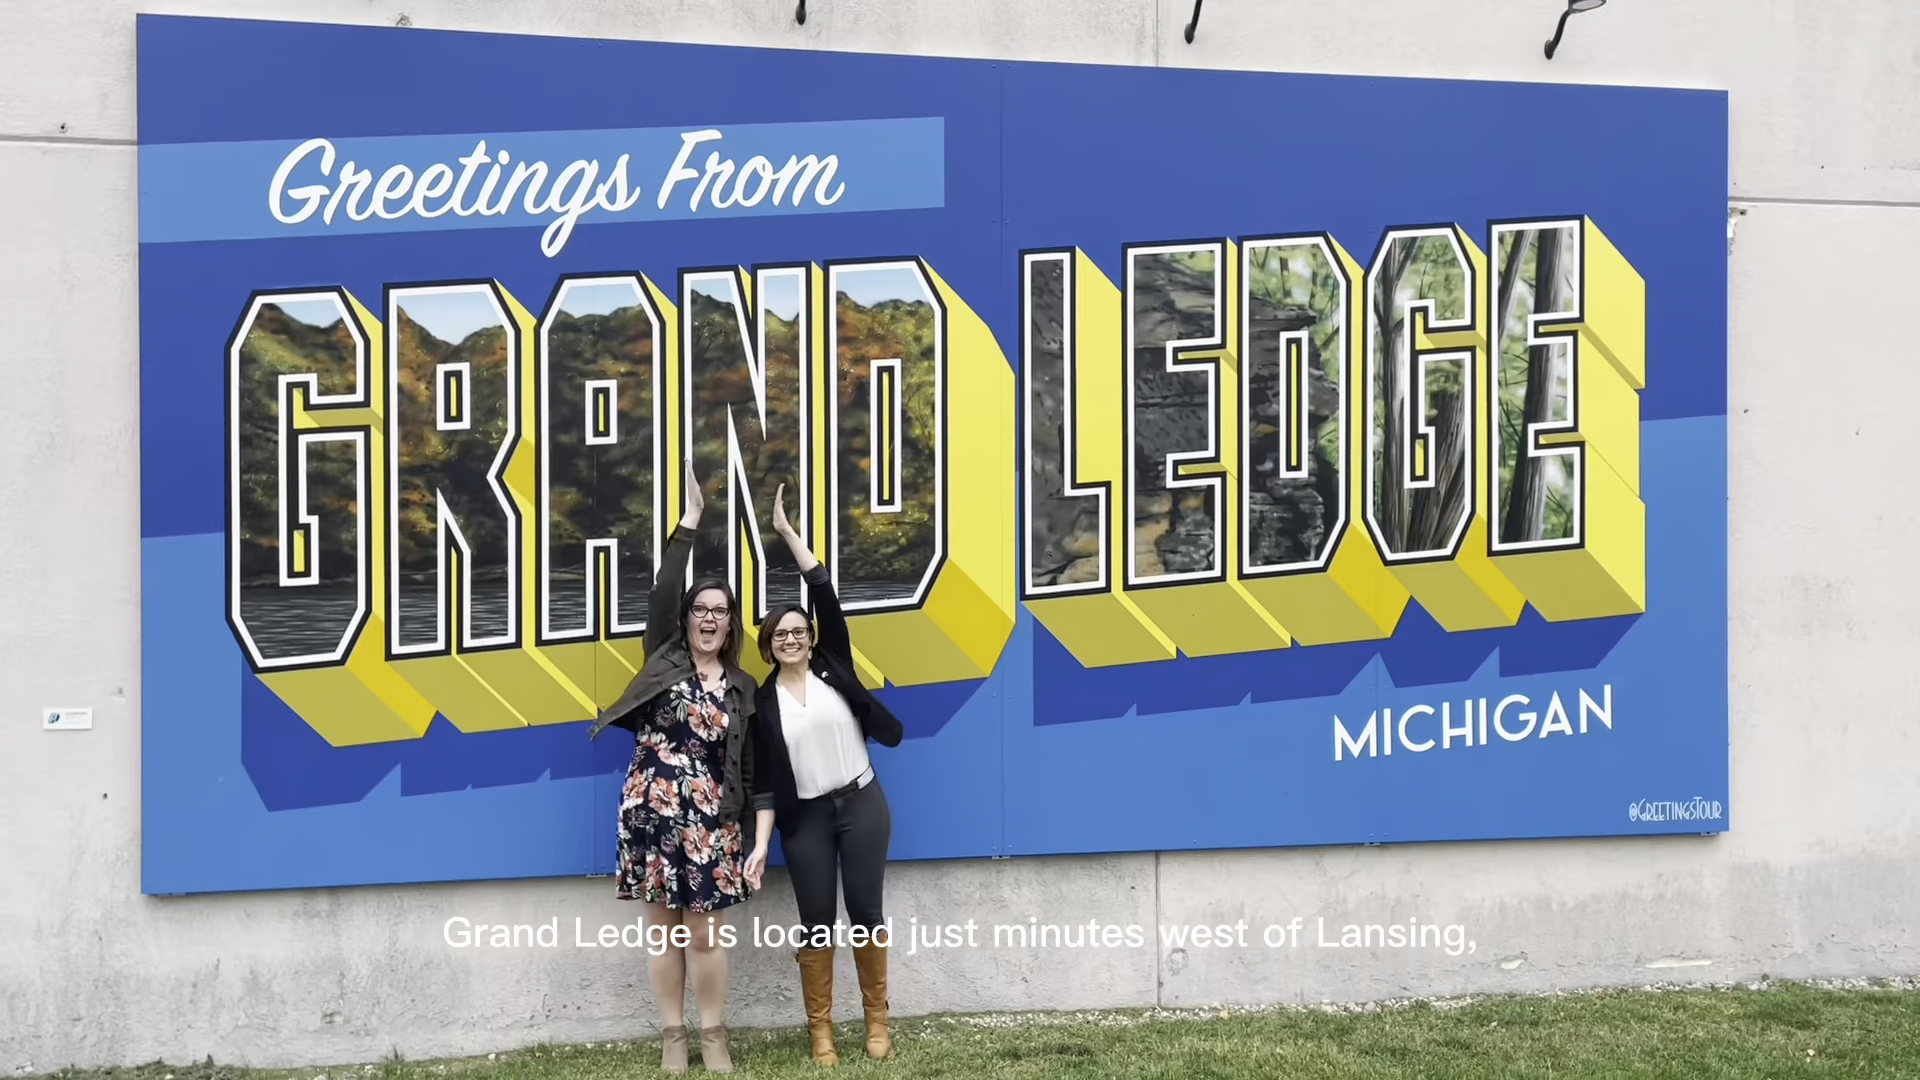 Greetings From
GRAND LEDGE
MICHIGAN
@GREETINGSTOUR
Grand Ledge is located just minutes west of Lansing,